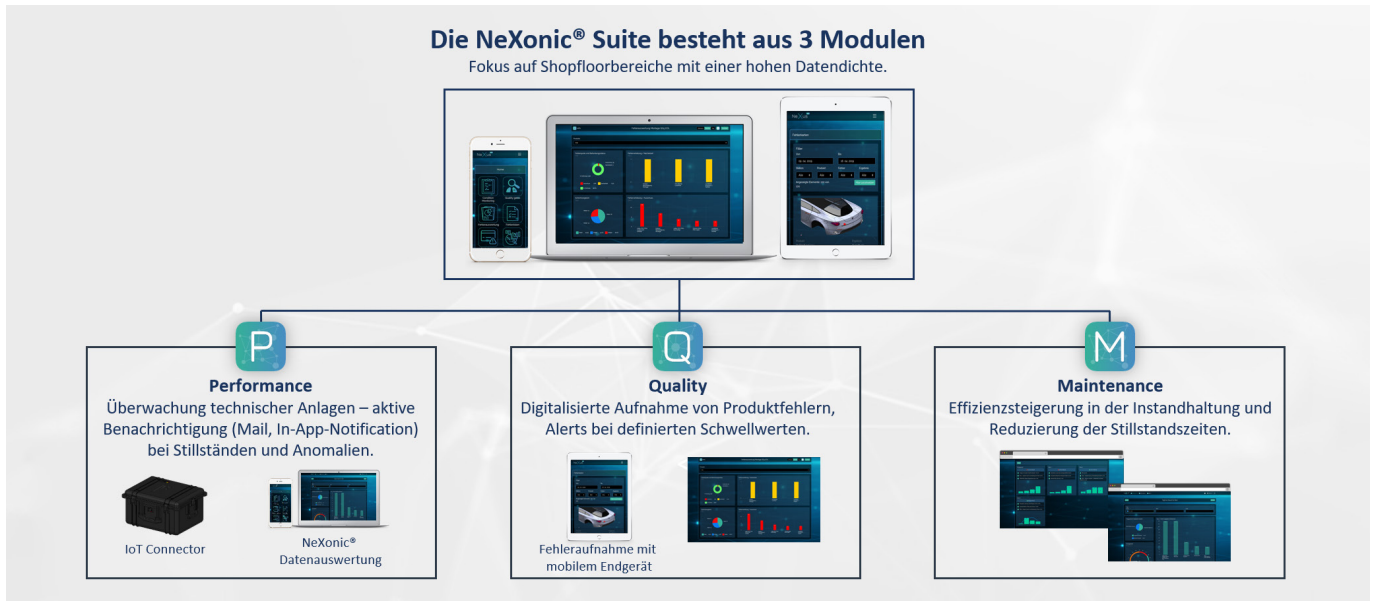 Die NeXonic® Suite besteht aus 3 Modulen
Fokus auf Shopfloorbereiche mit einer hohen Datendichte.
P
Performance
Überwachung technischer Anlagen – aktive
Benachrichtigung (Mail, In-App-Notification)
bei Stillständen und Anomalien.
IoT Connector
NeXonic®
Datenauswertung
Q
Quality
Digitalisierte Aufnahme von Produktfehlern,
Alerts bei definierten Schwellwerten.
Fehleraufnahme mit
mobilem Endgerät
M
Maintenance
Effizienzsteigerung in der Instandhaltung und
Reduzierung der Stillstandszeiten.